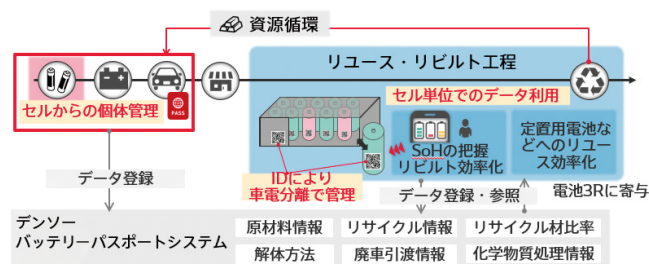 資源循環
リユース・リビルト工程
セルからの個体管理
PASS
セル単位でのデータ利用
IDにより
車電分離で管理
SoHの把握
リビルト効率化
定置用電池な
どへのリユー
ス効率化
データ登録
データ登録・参照
電池3Rに寄与
デンソー
バッテリーパスポートシステム
原材料情報
リサイクル情報
リサイクル材比率
解体方法
廃車引渡情報
化学物質処理情報